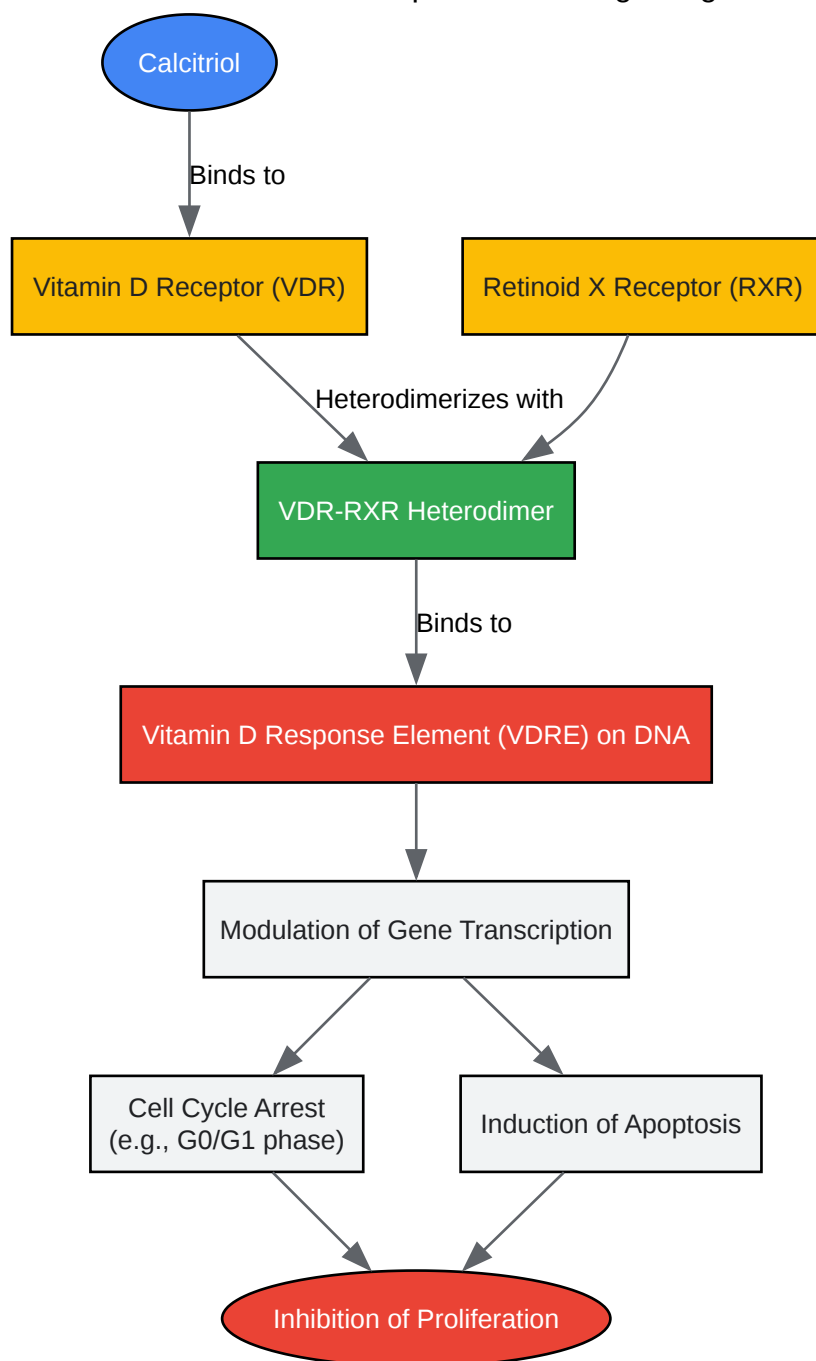 Calcitriol
Binds to
Vitamin D Receptor (VDR)
Retinoid X Receptor (RXR)
Heterodimerizes with
VDR-RXR Heterodimer
Binds to
Vitamin D Response Element (VDRE) on DNA
Modulation of Gene Transcription
Cell Cycle Arrest
(e.g., G0/G1 phase)
Induction of Apoptosis
Inhibition of Proliferation